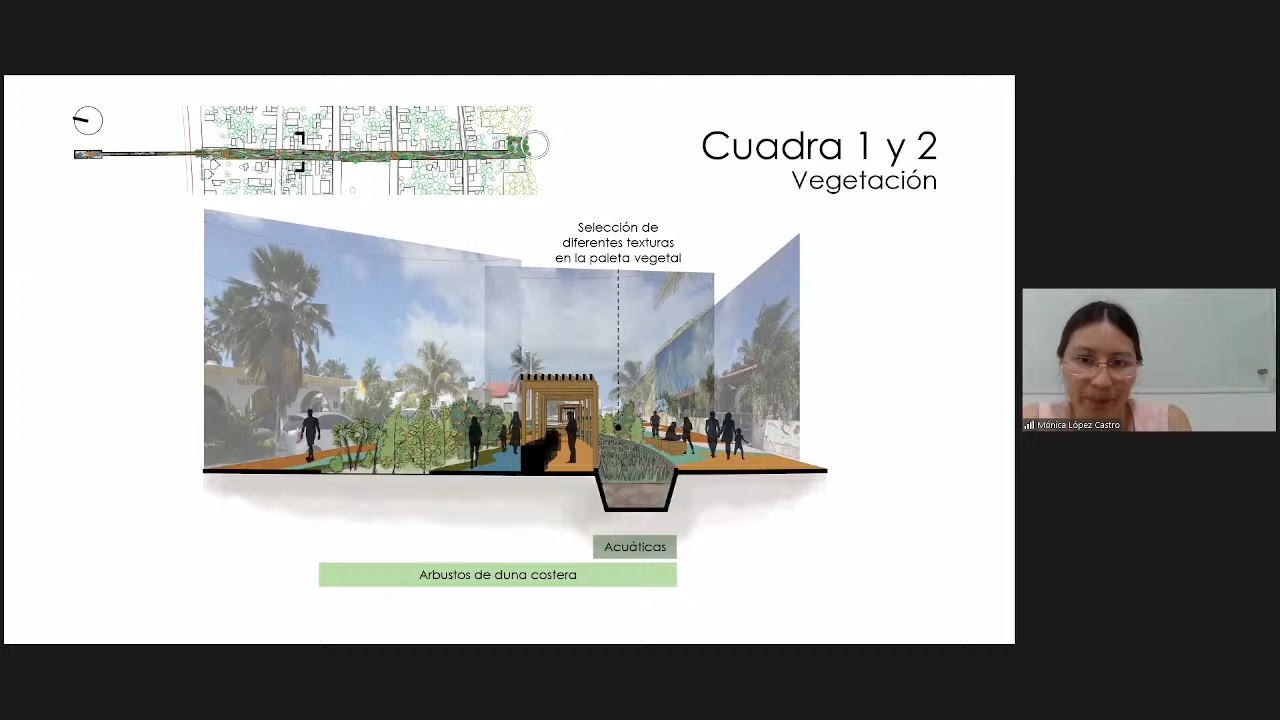 Cuadra 1 y 2
Vegetación
Selección de
diferentes texturas
en la paleta vegetal
Acuáticas
Arbustos de duna costera
Mónica López Castro